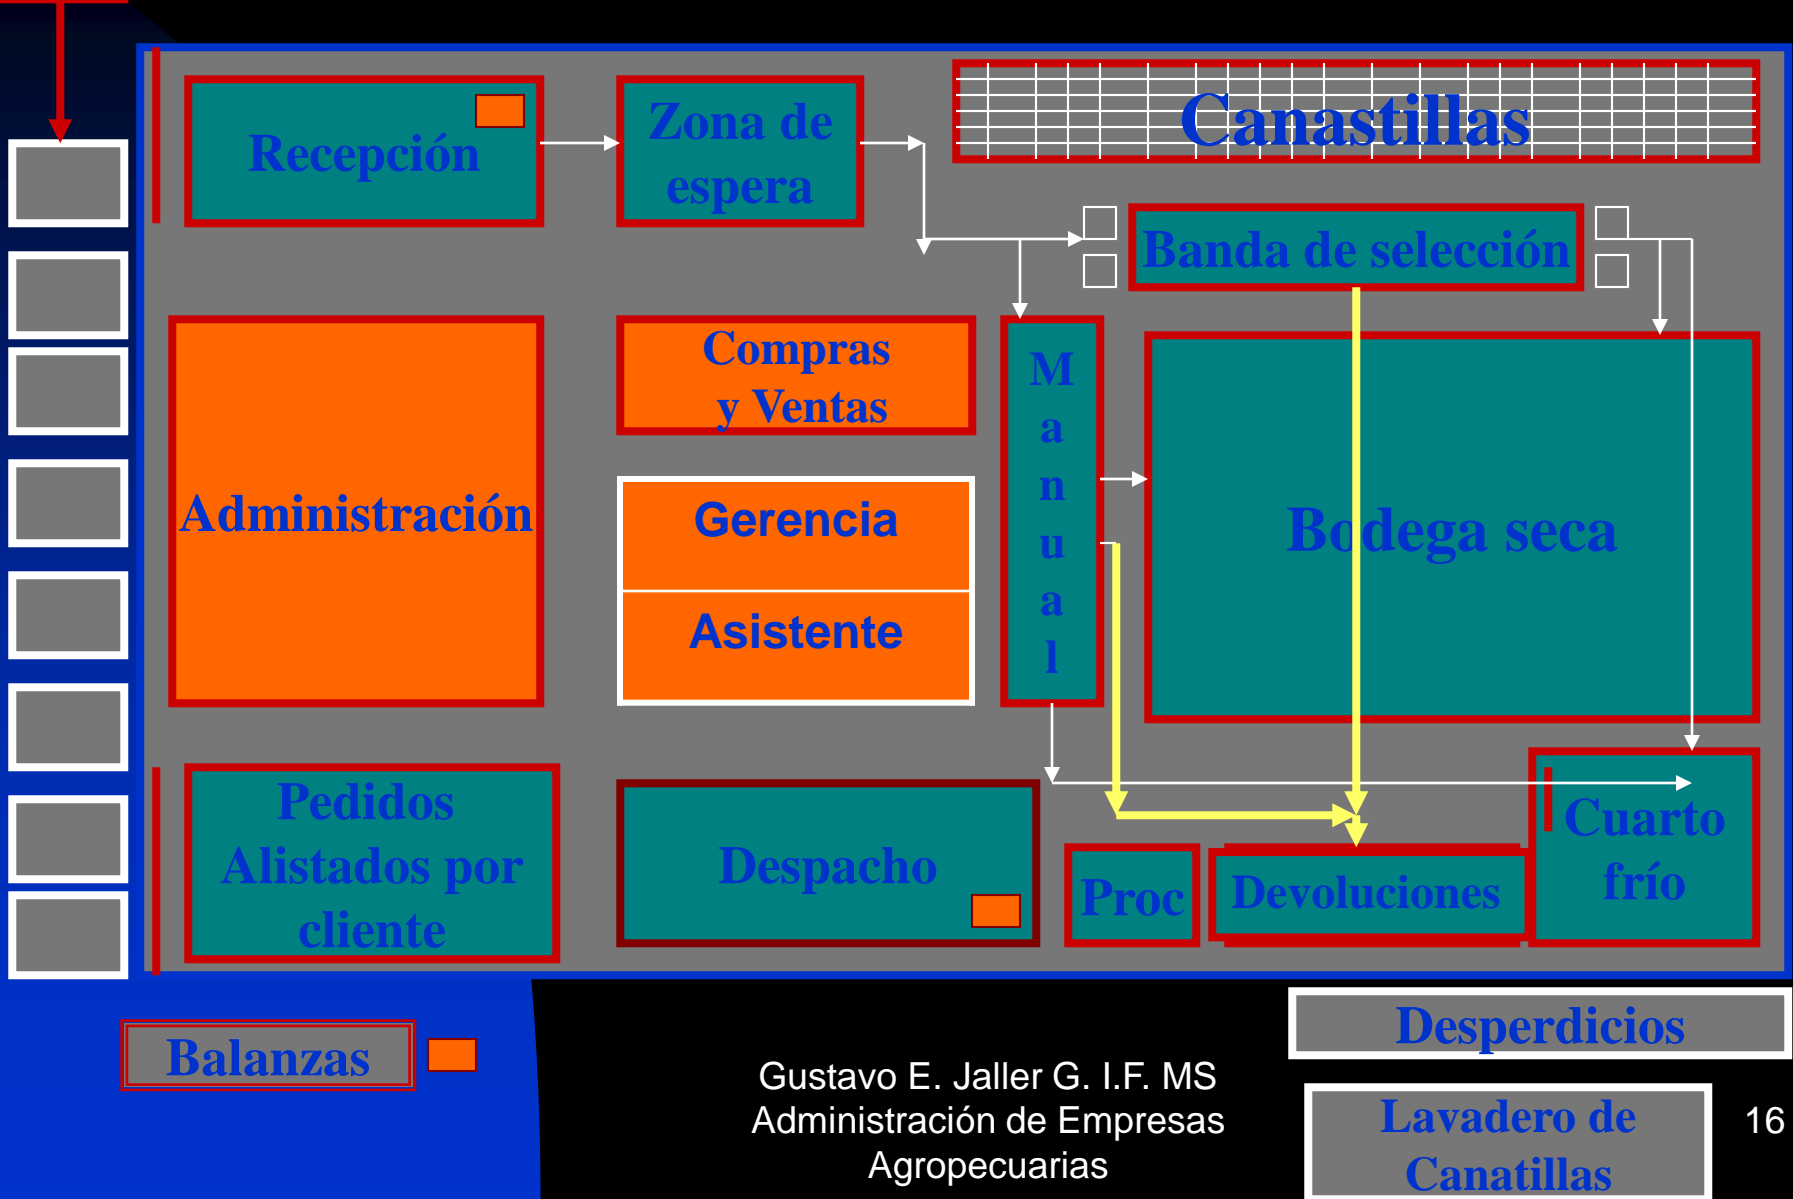 Recepción
Zona de
espera
Canastillas
Banda de selección
Administración
Compras
y Ventas
Gerencia
Asistente
M
a
n
u
a
l
Bodega seca
Pedidos
Alistados por
cliente
Despacho
Proc
Devoluciones
Cuarto
frío
Balanzas
Desperdicios
Gustavo E. Jaller G. I.F. MS
Administración de Empresas
Agropecuarias
Lavadero de
Canatillas
16